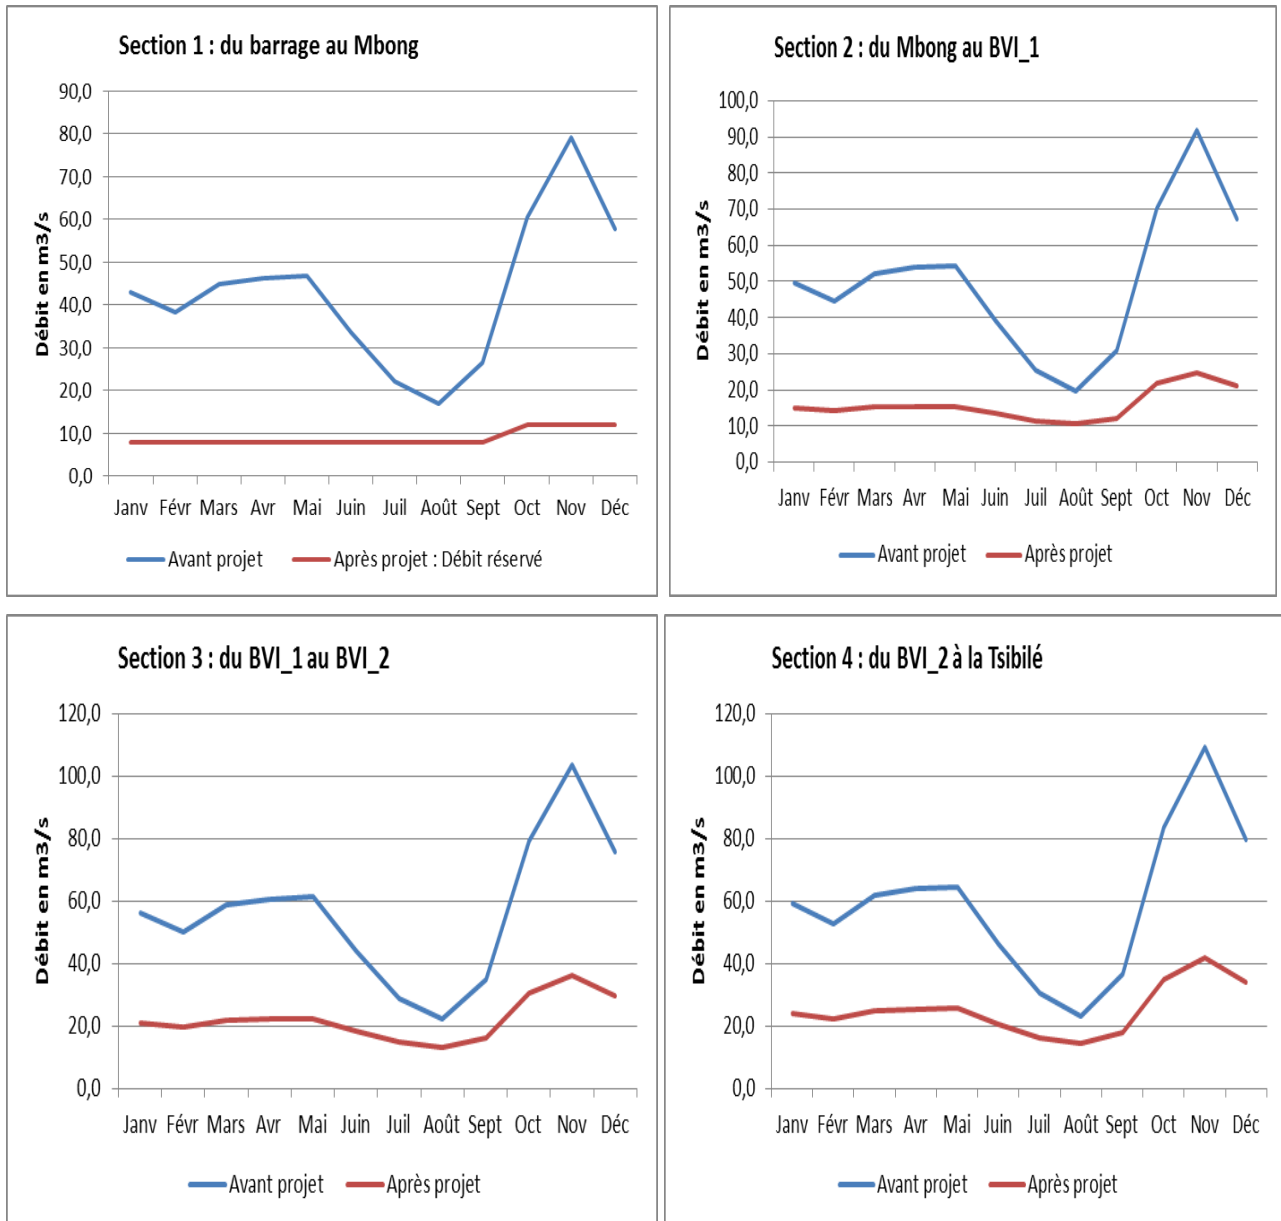 Section 1 : du barrage au Mbong
Débit en m3/s
90,0
80,0
70,0
60,0
50,0
40,0
30,0
20,0
10,0
0,0
Janv Févr Mars Avr Mai Juin Juil Août Sept Oct Nov Déc
Avant projet Après projet : Débit réservé
Section 2 : du Mbong au BVI_1
Débit en m3/s
100,0
90,0
80,0
70,0
60,0
50,0
40,0
30,0
20,0
10,0
0,0
Janv Févr Mars Avr Mai Juin Juil Août Sept Oct Nov Déc
Avant projet Après projet
Section 3 : du BVI_1 au BVI_2
Débit en m3/s
120,0
100,0
80,0
60,0
40,0
20,0
0,0
Janv Févr Mars Avr Mai Juin Juil Août Sept Oct Nov Déc
Avant projet Après projet
Section 4 : du BVI_2 à la Tsibilé
Débit en m3/s
120,0
100,0
80,0
60,0
40,0
20,0
0,0
Janv Févr Mars Avr Mai Juin Juil Août Sept Oct Nov Déc
Avant projet Après projet